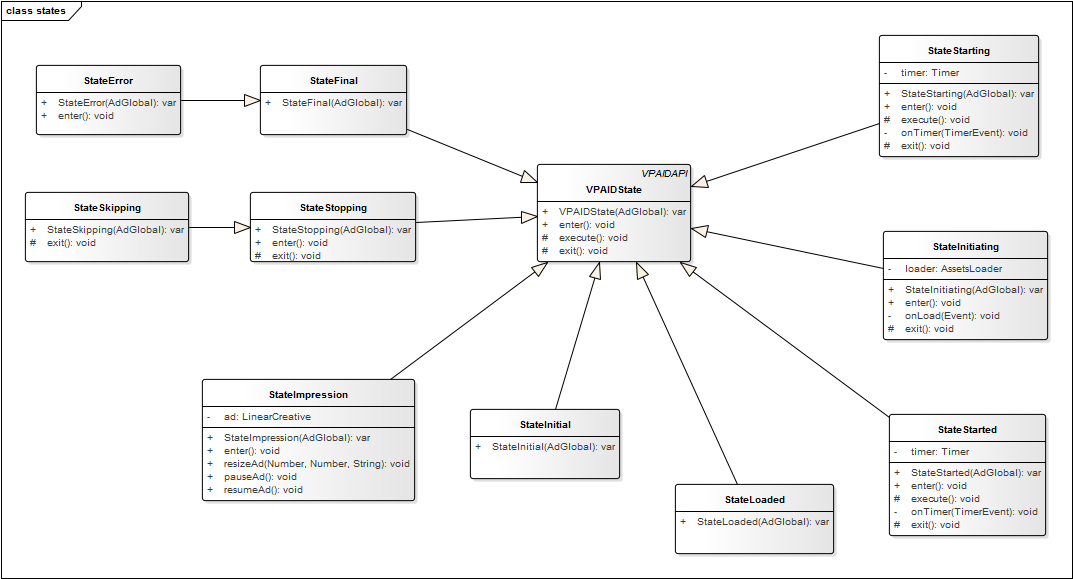 class states
StateError
+ StateError(AdGlobal): var
+ enter(): void
StateFinal
+ StateFinal(AdGlobal): var
StateStarting
- timer: Timer
+ StateStarting(AdGlobal): var
+ enter(): void
# execute(): void
- onTimer(TimerEvent): void
# exit(): void
StateSkipping
+ StateSkipping(AdGlobal): var
# exit(): void
StateStopping
+ StateStopping(AdGlobal): var
+ enter(): void
# exit(): void
VPAIDAPI
VPAIDState
+ VPAIDState(AdGlobal): var
+ enter(): void
# execute(): void
# exit(): void
StateInitiating
- loader: AssetsLoader
+ StateInitiating(AdGlobal): var
+ enter(): void
- onLoad(Event): void
# exit(): void
StateImpression
- ad: LinearCreative
+ StateImpression(AdGlobal): var
+ enter(): void
+ resizeAd(Number, Number, String): void
+ pauseAd(): void
+ resumeAd(): void
StateInitial
+ StateInitial(AdGlobal): var
StateLoaded
+ StateLoaded(AdGlobal): var
StateStarted
- timer: Timer
+ StateStarted(AdGlobal): var
+ enter(): void
# execute(): void
- onTimer(TimerEvent): void
# exit(): void